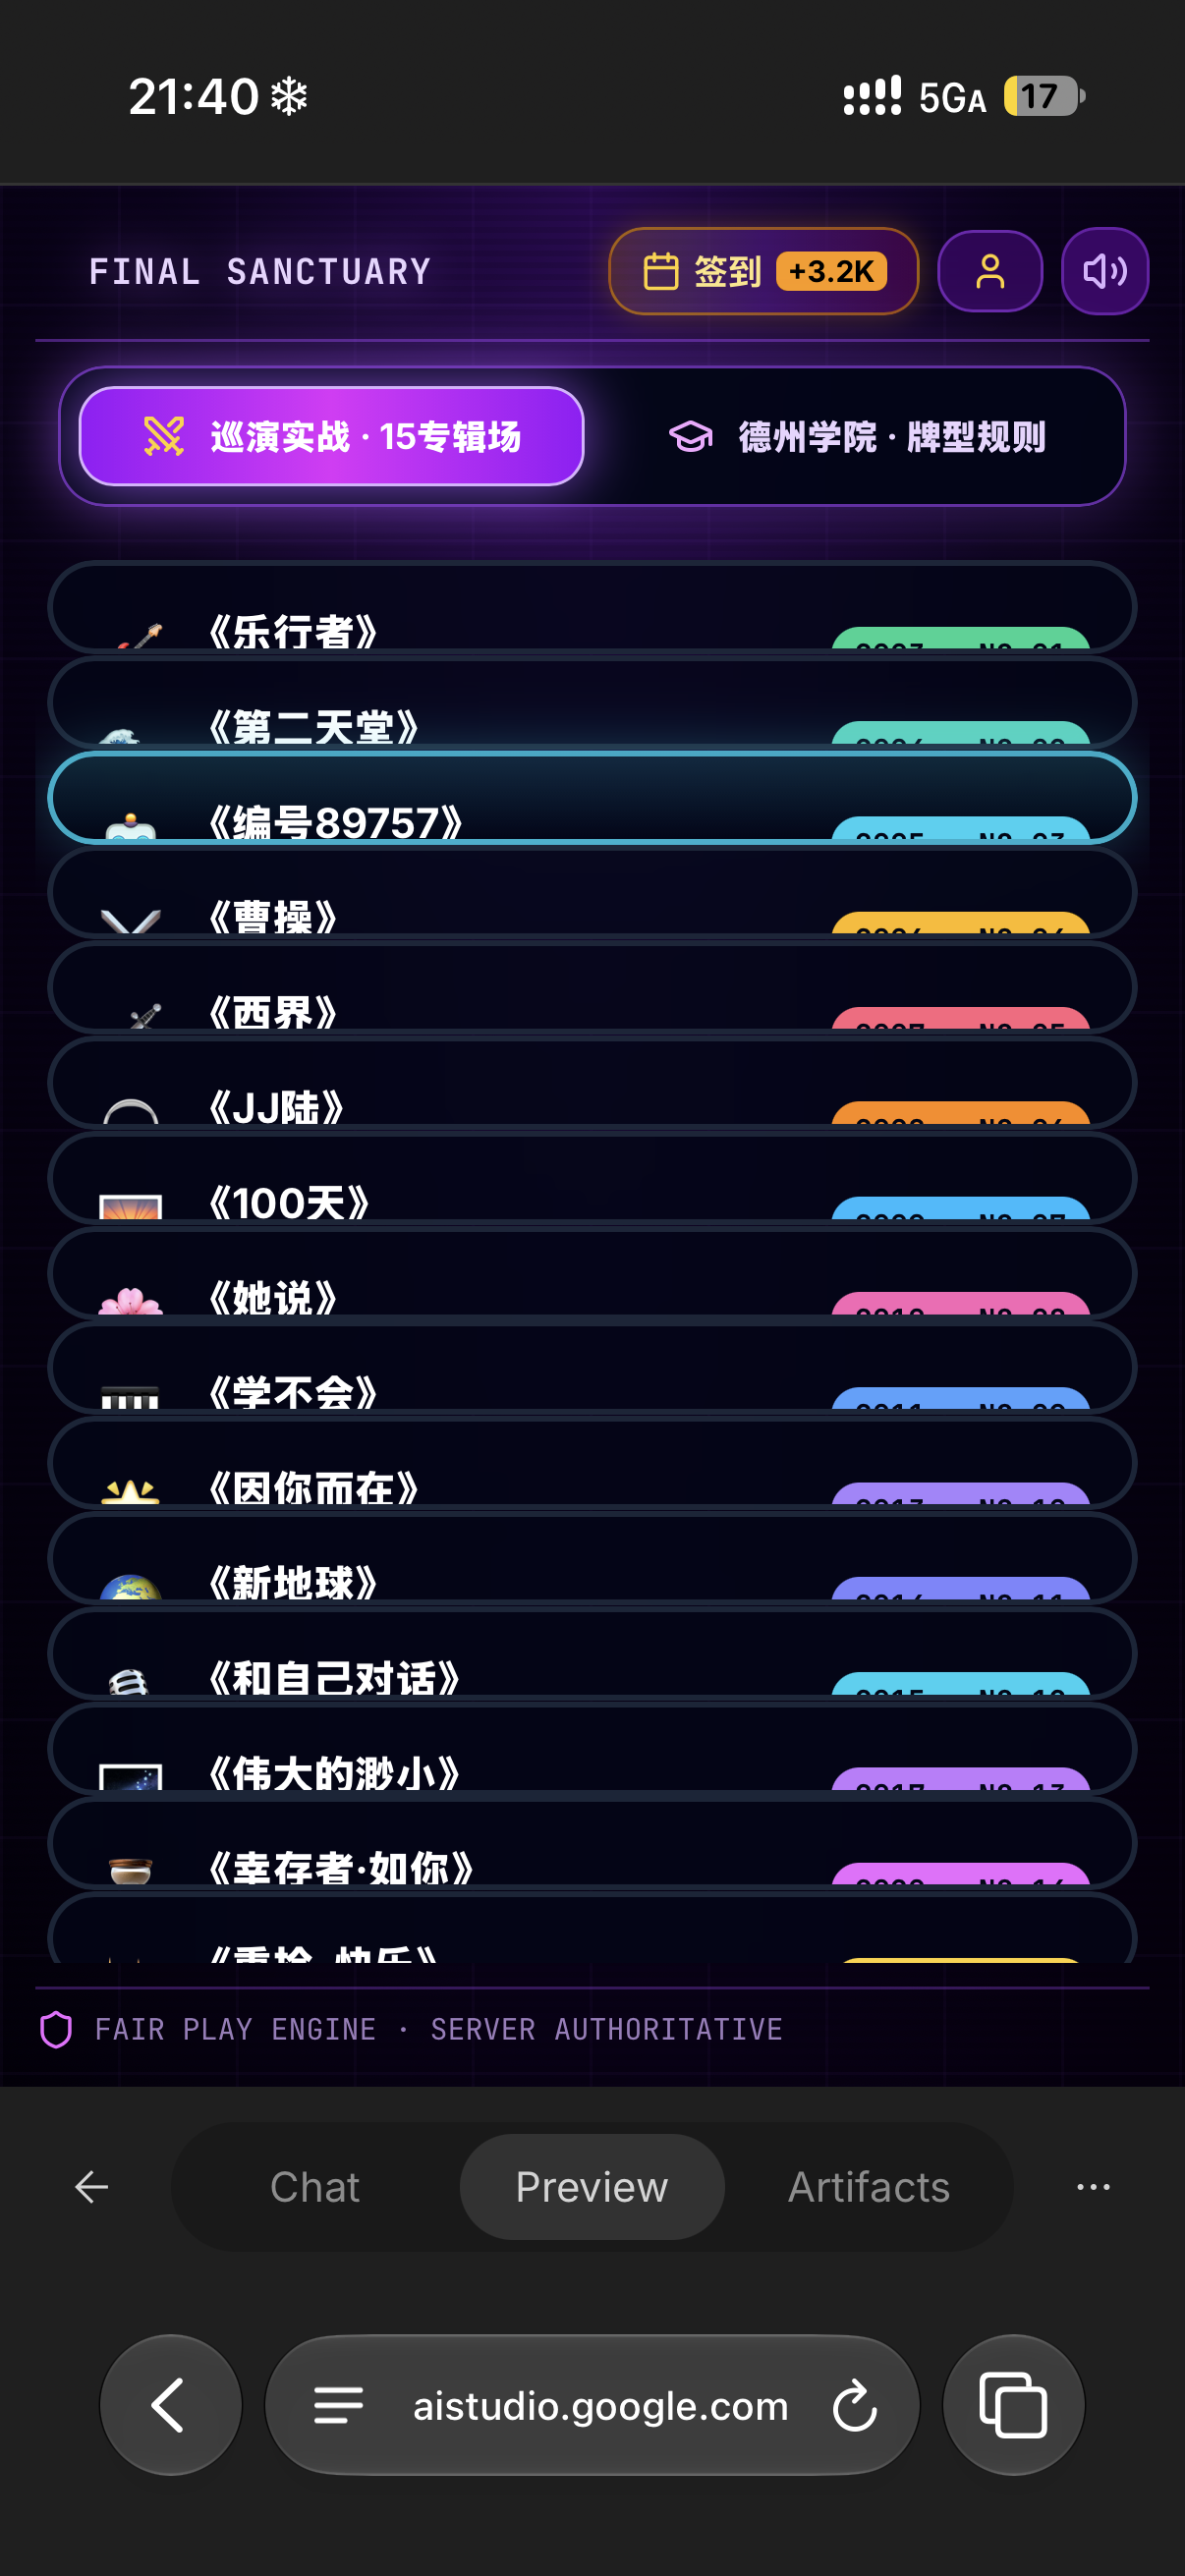 21:40
5GA
17
FINAL SANCTUARY
签到 +3.2K
巡演实战 · 15专辑场
德州学院 · 牌型规则
《乐行者》
《第二天堂》
《编号89757》
《曹操》
《西界》
《JJ陆》
《100天》
《她说》
《学不会》
《因你而在》
《新地球》
《和自己对话》
《伟大的渺小》
《幸存者·如你》
FAIR PLAY ENGINE · SERVER AUTHORITATIVE
Chat
Preview
Artifacts
aistudio.google.com